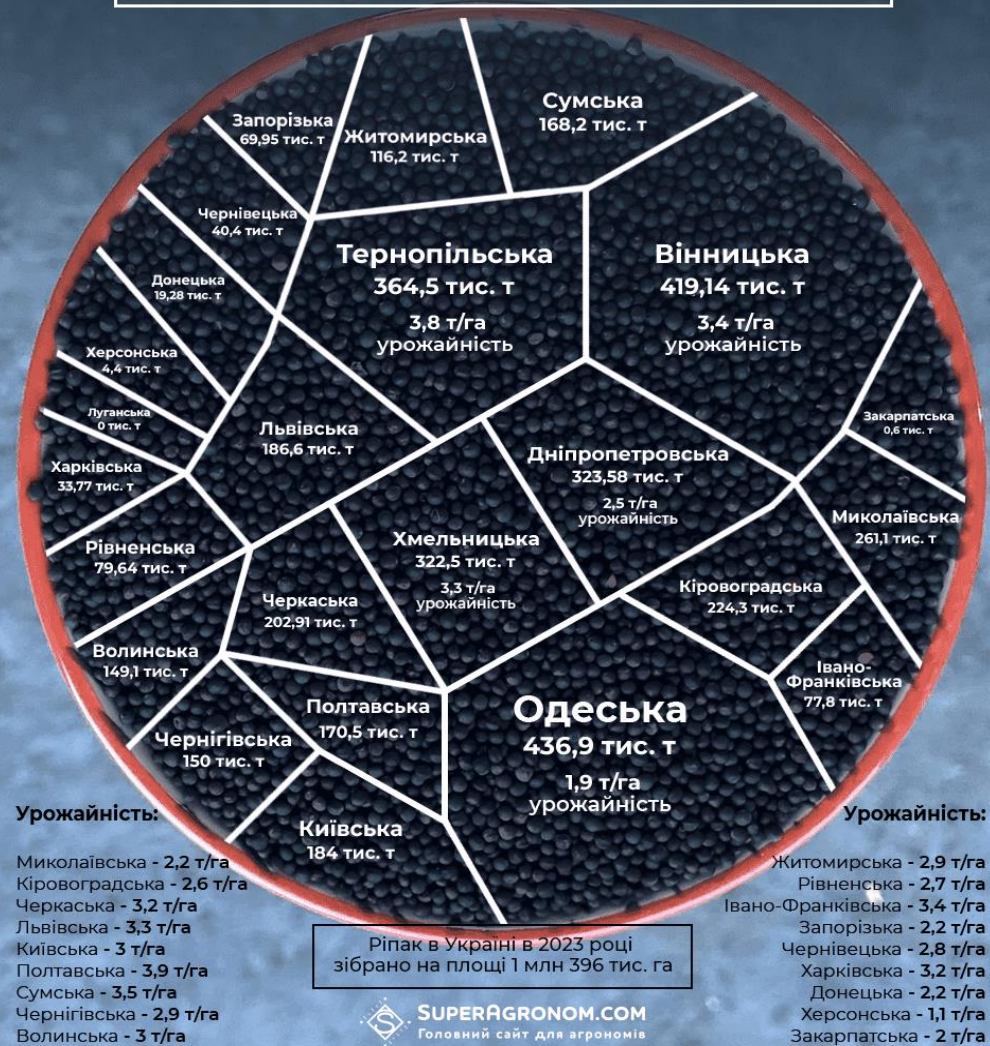 Сумська
168,2 тис. т
Запорізька
69,95 тис. т
Житомирська
116,2 тис. т
Чернівецька
40,4 тис. т
Тернопільська
364,5 тис. т
3,8 т/га
урожайність
Вінницька
419,14 тис. т
3,4 т/га
урожайність
Донецька
19,28 тис. т
Херсонська
4,4 тис. т
Луганська
0 тис. т
Львівська
186,6 тис. т
Закарпатська
0,6 тис. т
Дніпропетровська
323,58 тис. т
2,5 т/га
урожайність
Харківська
33,77 тис. т
Миколаївська
261,1 тис. т
Хмельницька
322,5 тис. т
3,3 т/га
урожайність
Рівненська
79,64 тис. т
Кіровоградська
224,3 тис. т
Черкаська
202,91 тис. т
Волинська
149,1 тис. т
Івано-
Франківська
77,8 тис. т
Полтавська
170,5 тис. т
Одеська
436,9 тис. т
1,9 т/га
урожайність
Чернігівська
150 тис. т
Київська
184 тис. т
Урожайність:
Миколаївська - 2,2 т/га
Кіровоградська - 2,6 т/га
Черкаська - 3,2 т/га
Львівська - 3,3 т/га
Київська - 3 т/га
Полтавська - 3,9 т/га
Сумська - 3,5 т/га
Чернігівська - 2,9 т/га
Волинська - 3 т/га
Урожайність:
Житомирська - 2,9 т/га
Рівненська - 2,7 т/га
Івано-Франківська - 3,4 т/га
Запорізька - 2,2 т/га
Чернівецька - 2,8 т/га
Харківська - 3,2 т/га
Донецька - 2,2 т/га
Херсонська - 1,1 т/га
Закарпатська - 2 т/га
Ріпак в Україні в 2023 році
зібрано на площі 1 млн 396 тис. га
SUPERAGRONOM.COM
Головний сайт для агрономів